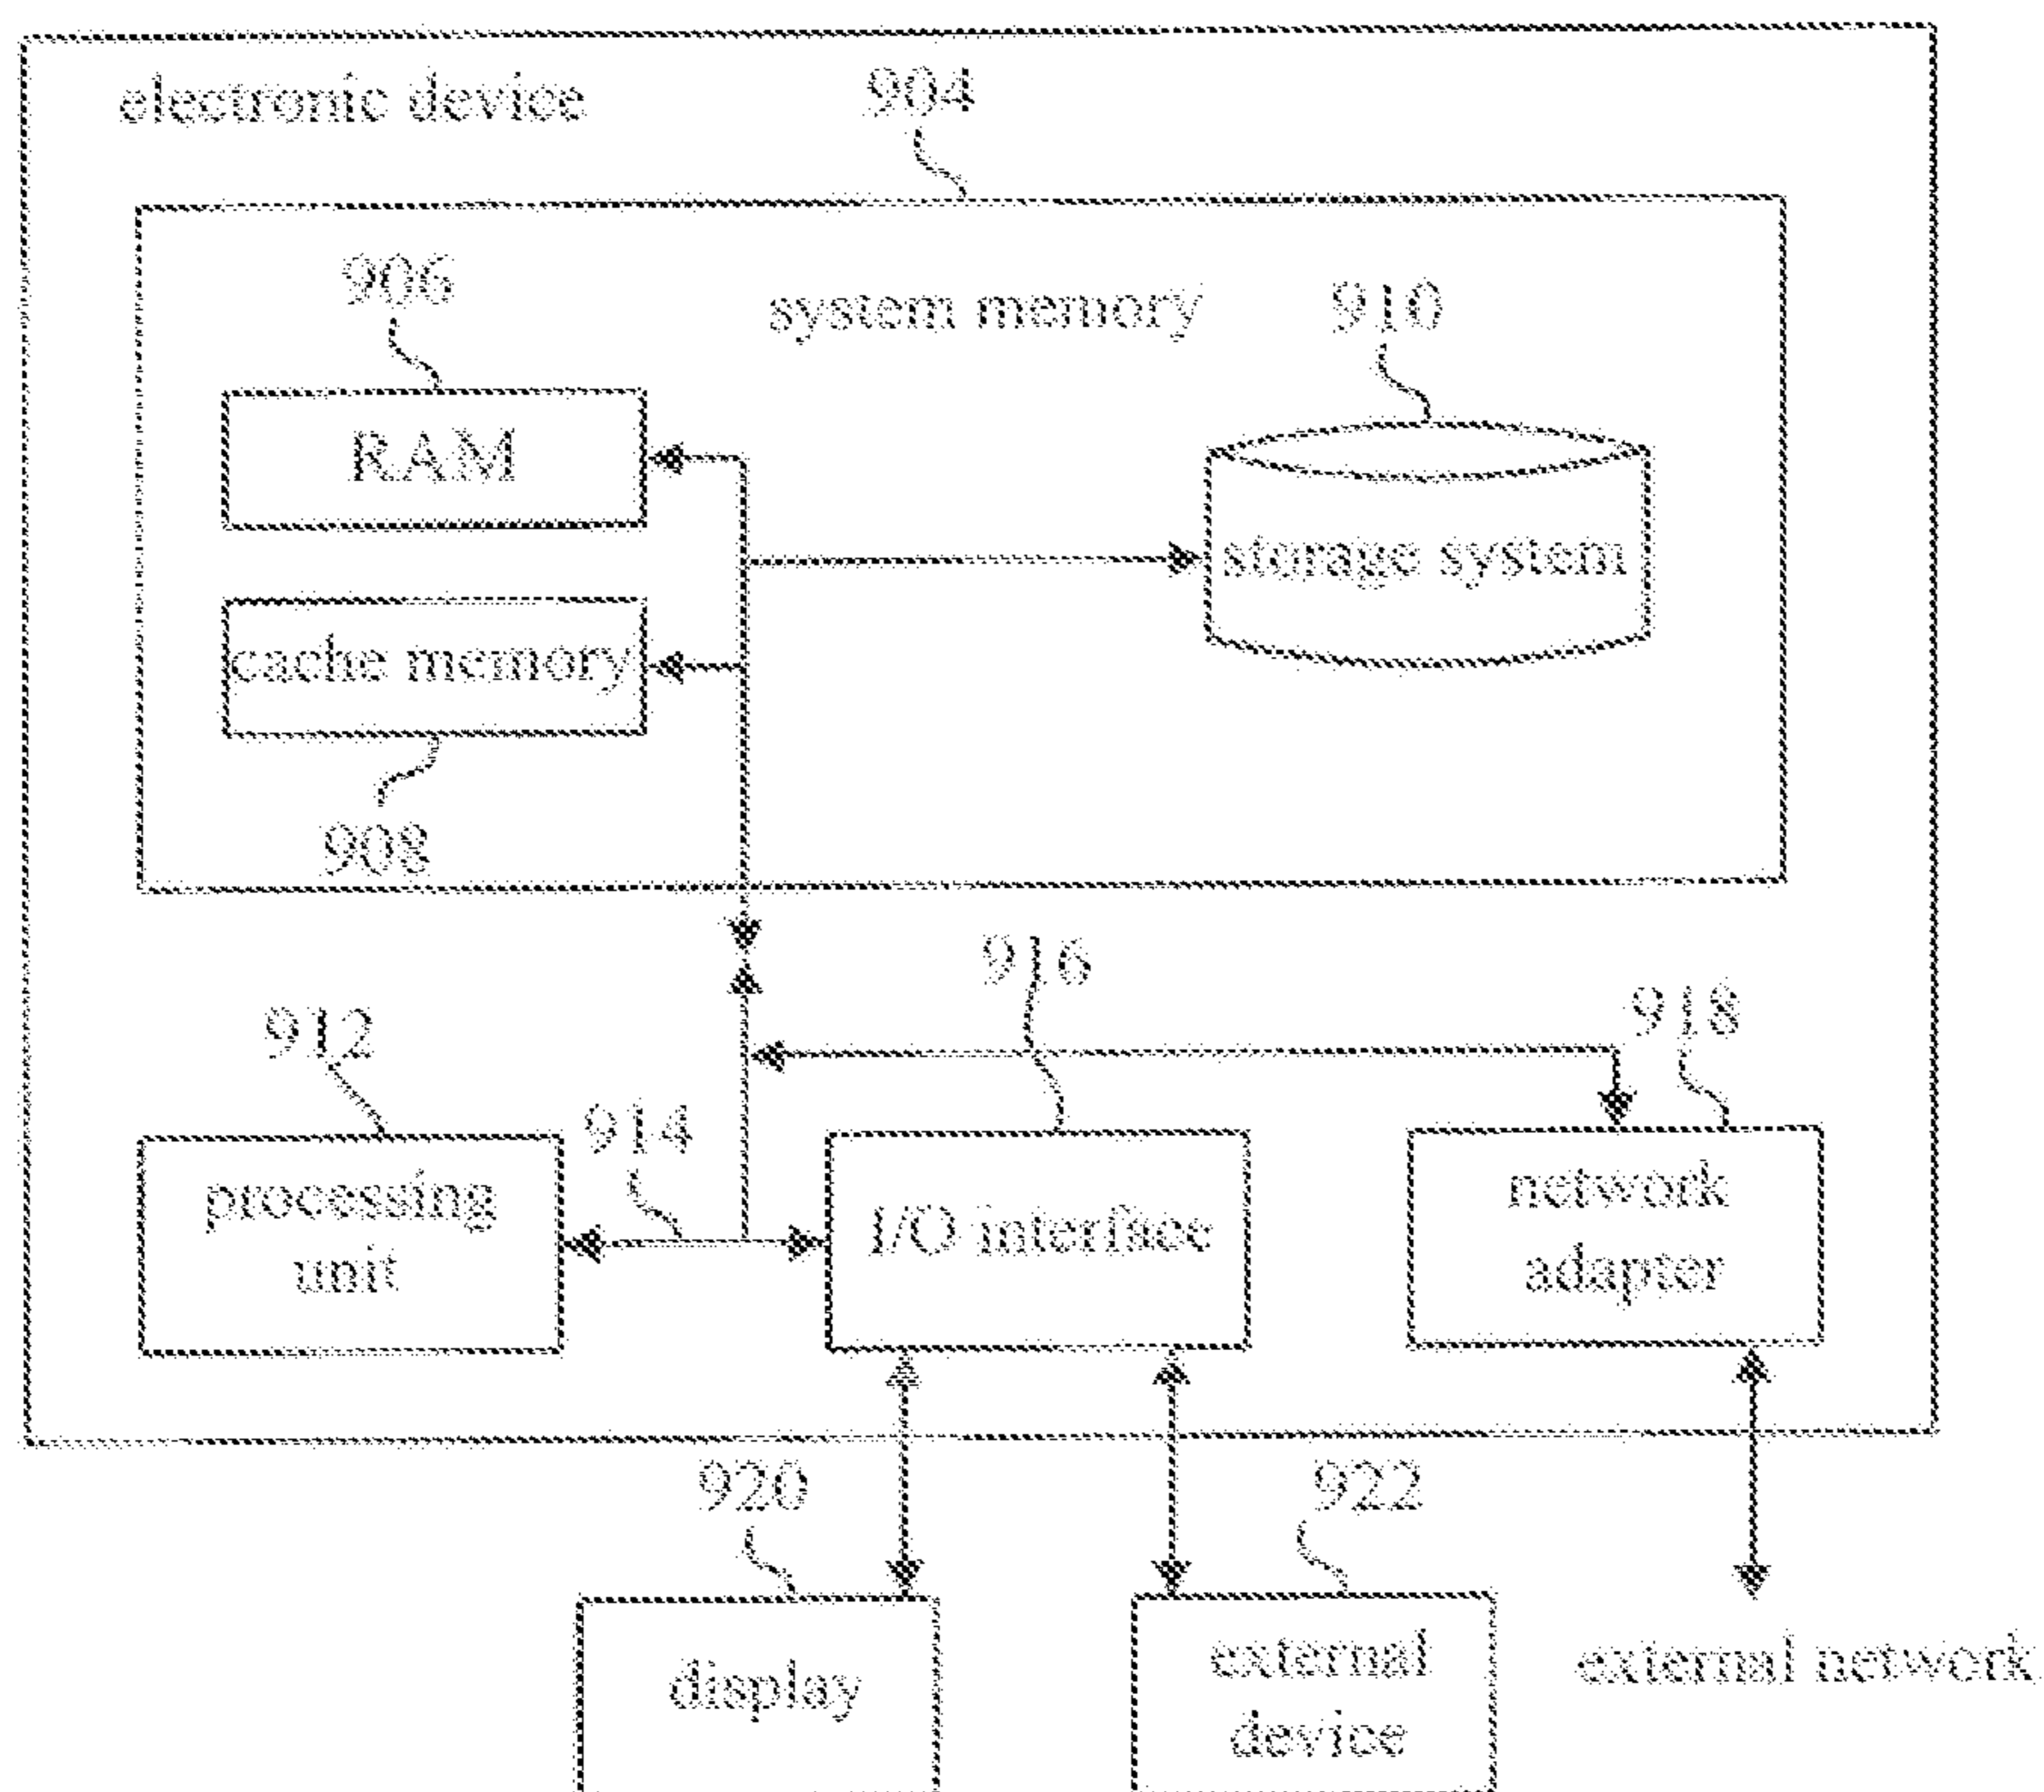 electronic device
904
906
system memory
910
RAM
storage system
cache memory
908
916
918
912
914
processing
unit
I/O interface
network
adapter
920
922
display
external
device
external network